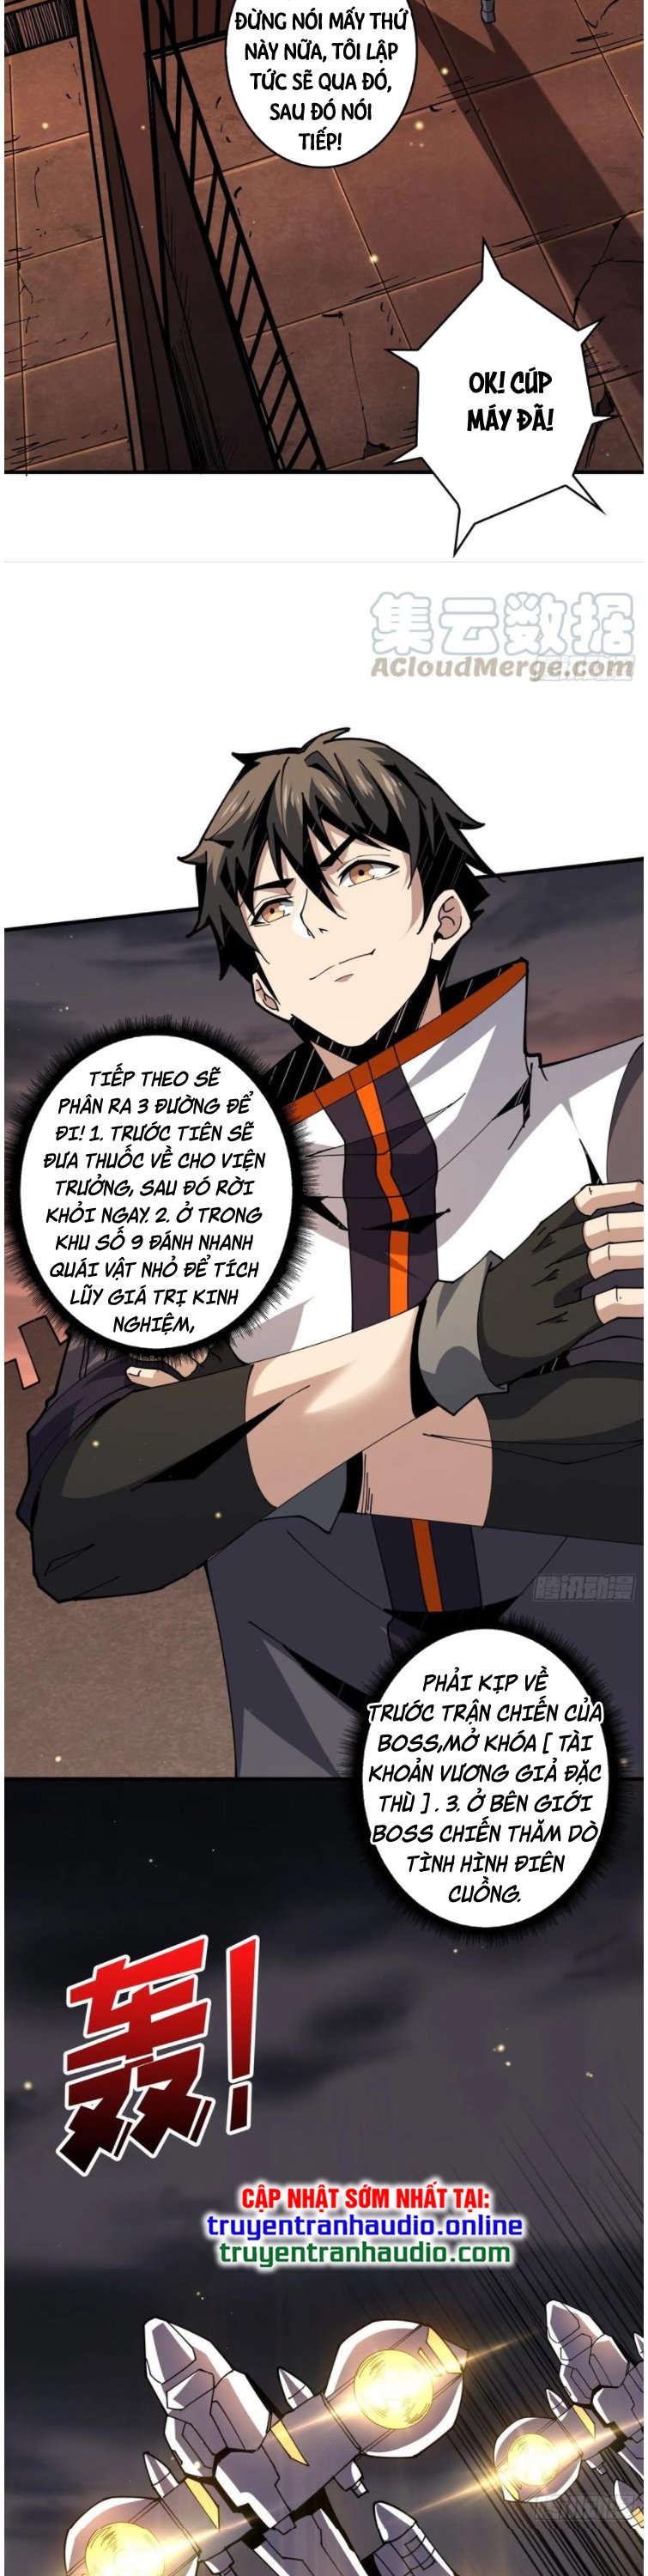 ĐỪNG NÓI MẤY THỨ
NÀY NỮA, TÔI LẬP
TỨC SẼ QUA ĐÓ,
SAU ĐÓ NÓI
TIẾP!
OK! CÚP
MÁY ĐÃ!
集云数据
ACloudMerge.com
TIẾP THEO SẼ
PHÂN RA 3 ĐƯỜNG ĐỂ
ĐI! 1. TRƯỚC TIÊN SẼ
ĐƯA THUỐC VỀ CHO VIỆN
TRƯỞNG, SAU ĐÓ RỜI
KHỎI NGAY. 2. Ở TRONG
KHU SỐ 9 ĐÁNH NHANH
QUÁI VẬT NHỎ ĐỂ TÍCH
LŨY GIÁ TRỊ KINH
NGHIỆM,
腾讯动漫
PHẢI KỊP VỀ
TRƯỚC TRẬN CHIẾN CỦA
BOSS,MỞ KHÓA [ TÀI
KHOẢN VƯƠNG GIẢ ĐẶC
THÙ ] . 3. Ở BÊN GIỚI
BOSS CHIẾN THĂM DÒ
TÌNH HÌNH ĐIÊN
CUỒNG.
轰!
CẬP NHẬT SỚM NHẤT TẠI:
truyentranhaudio.online
truyentranhaudio.com